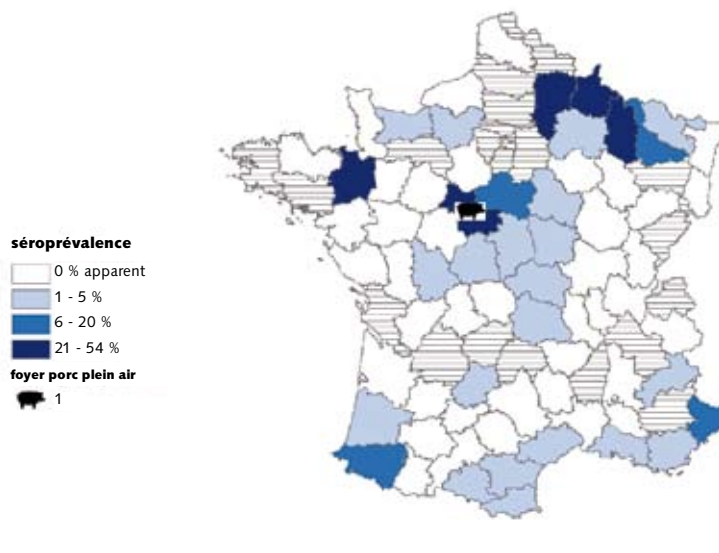 séroprévalence
0 % apparent
1 - 5 %
6 - 20 %
21 - 54 %
foyer porc plein air
1